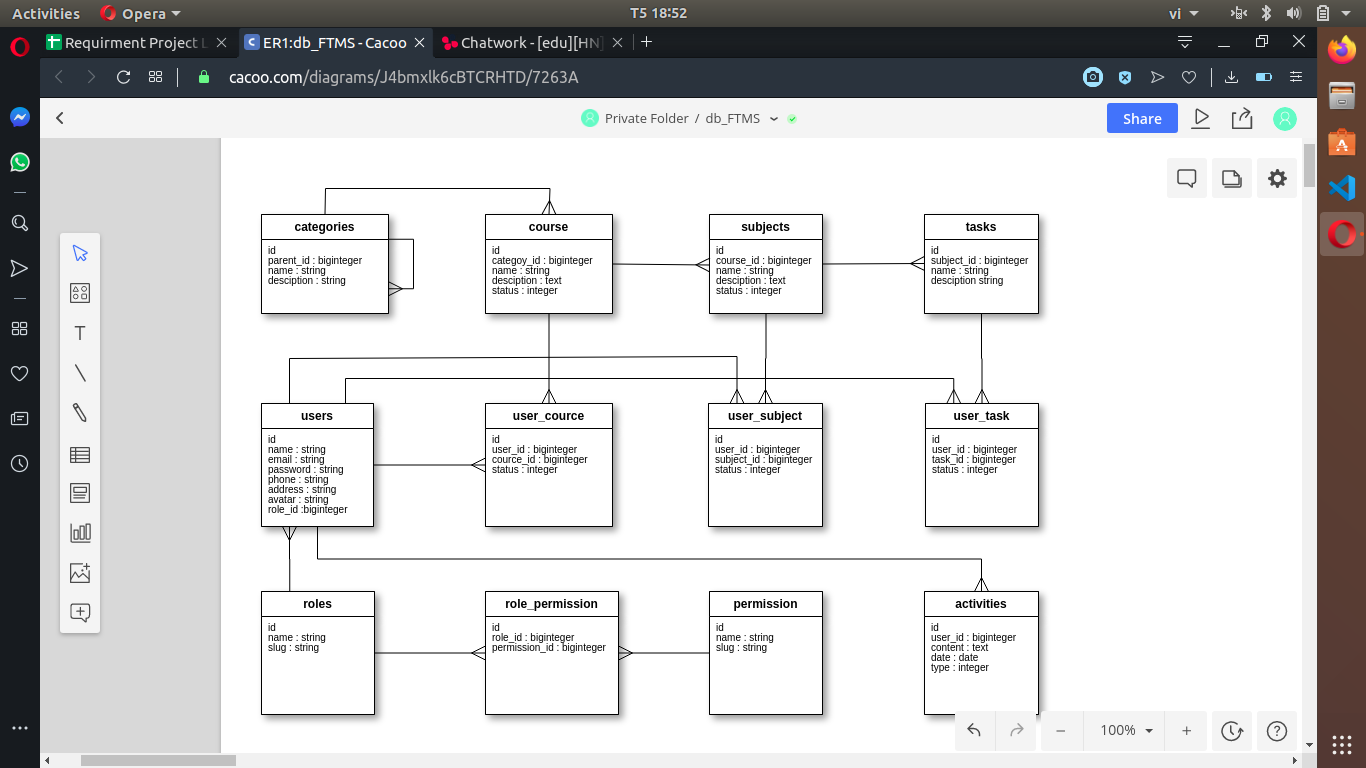 Activities
Opera
T5 18:52
vi
Requirment Project L
ER1:db_FTMS - Cacoo
Chatwork - [edu][HN]
cacoo.com/diagrams/J4bmxlk6cBTCRHTD/7263A
Private Folder / db_FTMS
Share
categories
id
parent_id : biginteger
name : string
desciption : string
course
id
categoy_id : biginteger
name : string
desciption : text
status : integer
subjects
id
course_id : biginteger
name : string
desciption : text
status : integer
tasks
id
subject_id : biginteger
name : string
desciption string
users
id
name : string
email : string
password : string
phone : string
address : string
avatar : string
role_id :biginteger
user_cource
id
user_id : biginteger
cource_id : biginteger
status : integer
user_subject
id
user_id : biginteger
subject_id : biginteger
status : integer
user_task
id
user_id : biginteger
task_id : biginteger
status : integer
roles
id
name : string
slug : string
role_permission
id
role_id : biginteger
permission_id : biginteger
permission
id
name : string
slug : string
activities
id
user_id : biginteger
content : text
date : date
type : integer
100%